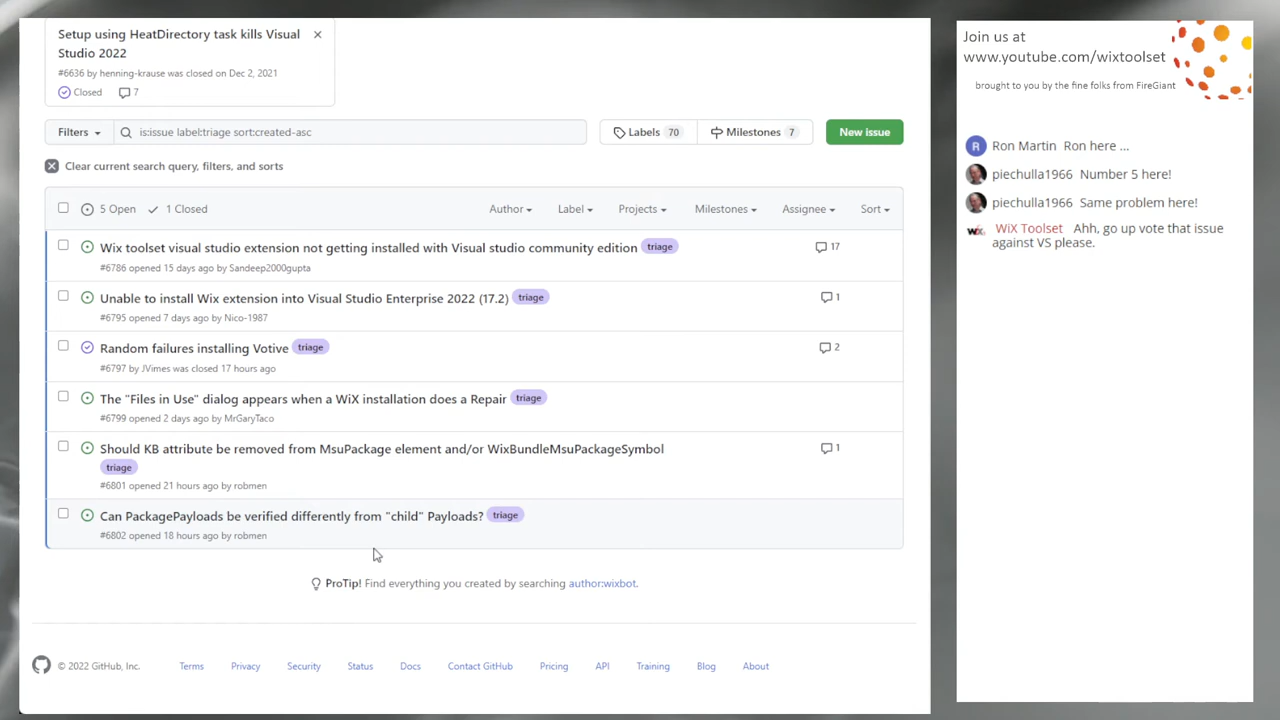 Setup using HeatDirectory task kills Visual
Studio 2022
#6636 by henning-krause was closed on Dec 2, 2021
Closed 7
Filters is:issue label:triage sort:created-asc Labels 70 Milestones 7 New issue
Clear current search query, filters, and sorts
5 Open 1 Closed Author Label Projects Milestones Assignee Sort
Wix toolset visual studio extension not getting installed with Visual studio community edition triage 17
#6786 opened 15 days ago by Sandeep2000gupta
Unable to install Wix extension into Visual Studio Enterprise 2022 (17.2) triage 1
#6795 opened 7 days ago by Nico-1987
Random failures installing Votive triage 2
#6797 by JVimes was closed 17 hours ago
The "Files in Use" dialog appears when a WiX installation does a Repair triage
#6799 opened 2 days ago by MrGaryTaco
Should KB attribute be removed from MsuPackage element and/or WixBundleMsuPackageSymbol 1
triage
#6801 opened 21 hours ago by robmen
Can PackagePayloads be verified differently from "child" Payloads? triage
#6802 opened 18 hours ago by robmen
ProTip! Find everything you created by searching author:wixbot.
© 2022 GitHub, Inc. Terms Privacy Security Status Docs Contact GitHub Pricing API Training Blog About
Join us at
www.youtube.com/wixtoolset
brought to you by the fine folks from FireGiant
R Ron Martin Ron here ...
piechulla1966 Number 5 here!
piechulla1966 Same problem here!
wix WiX Toolset Ahh, go up vote that issue
against VS please.